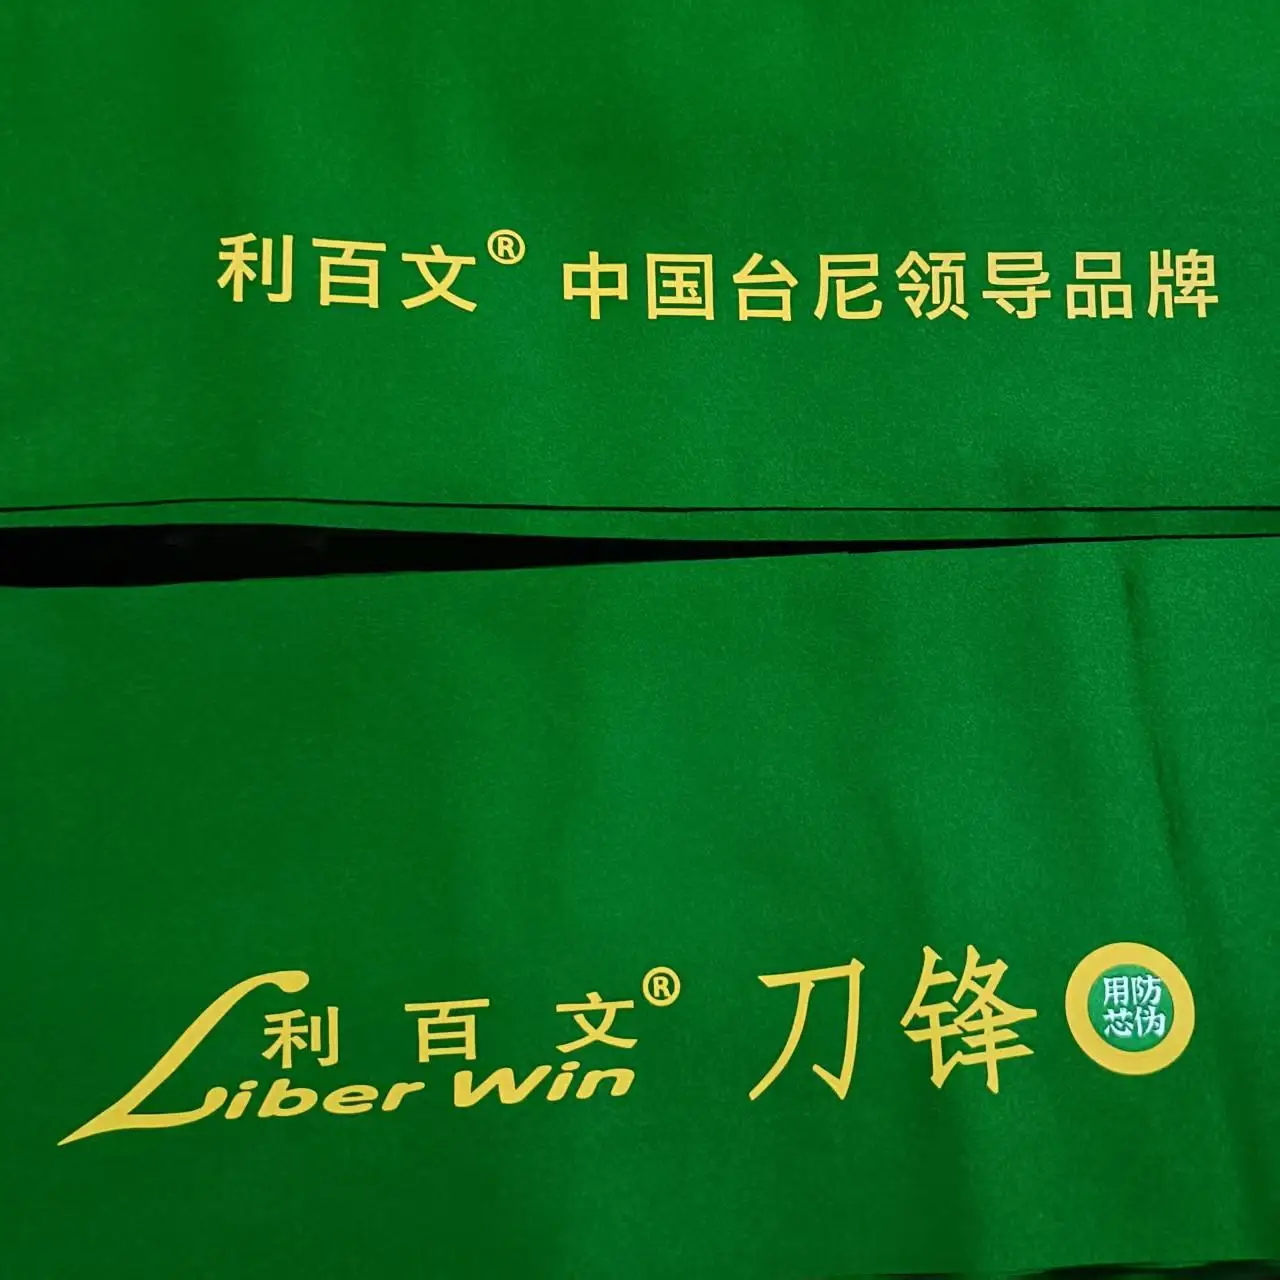 利百文® 中国台尼领导品牌
利百文® 刀锋
Liber Win
用防
芯伪